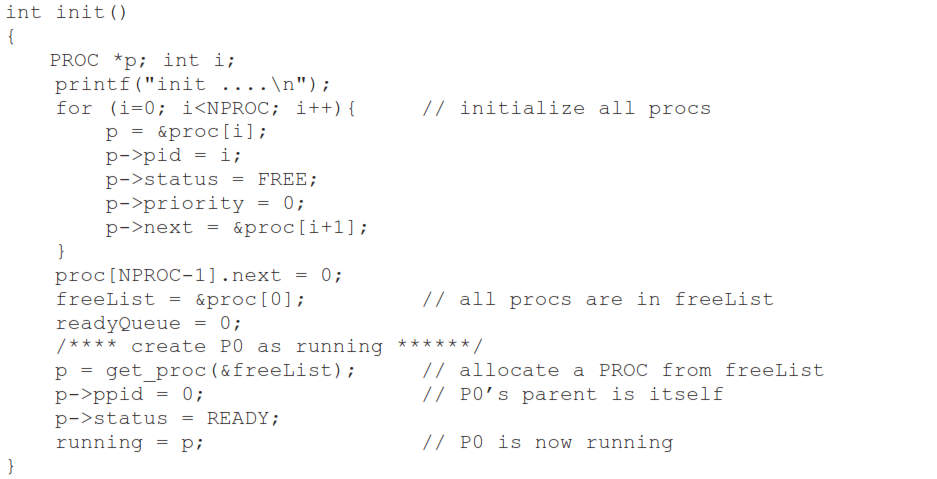 int init()
{
    PROC *p; int i;
    printf("init ....\n");
    for (i=0; i<NPROC; i++){      // initialize all procs
        p = &proc[i];
        p->pid = i;
        p->status = FREE;
        p->priority = 0;
        p->next = &proc[i+1];
    }
    proc[NPROC-1].next = 0;
    freeList = &proc[0];          // all procs are in freeList
    readyQueue = 0;
    /**** create P0 as running ******/
    p = get_proc(&freeList);      // allocate a PROC from freeList
    p->ppid = 0;                  // P0’s parent is itself
    p->status = READY;
    running = p;                  // P0 is now running
}